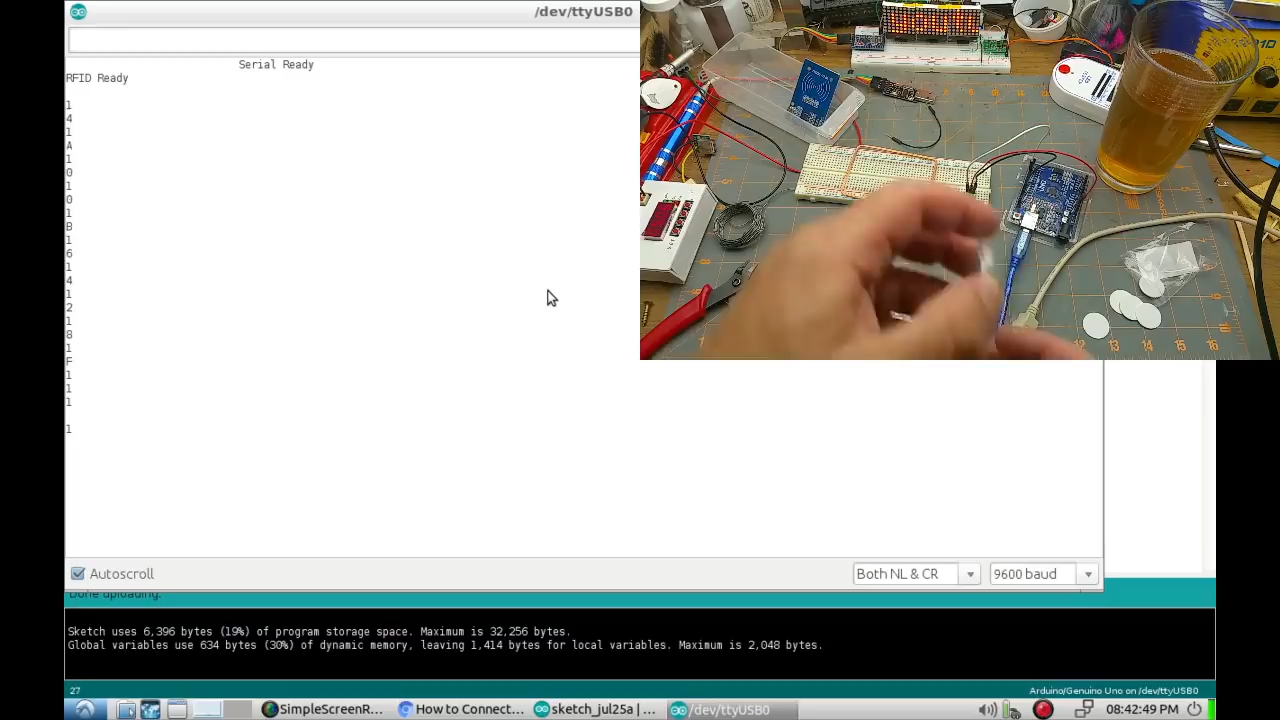 /dev/ttyUSB0
Serial Ready
RFID Ready
1
4
1
A
1
0
1
0
1
B
1
6
1
4
1
2
1
8
1
F
1
1
1
1
Autoscroll
Both NL & CR
9600 baud
Done uploading.
Sketch uses 6,396 bytes (19%) of program storage space. Maximum is 32,256 bytes.
Global variables use 634 bytes (30%) of dynamic memory, leaving 1,414 bytes for local variables. Maximum is 2,048 bytes.
27
Arduino/Genuino Uno on /dev/ttyUSB0
SimpleScreenR...
How to Connect...
sketch_jul25a | ...
/dev/ttyUSB0
08:42:49 PM